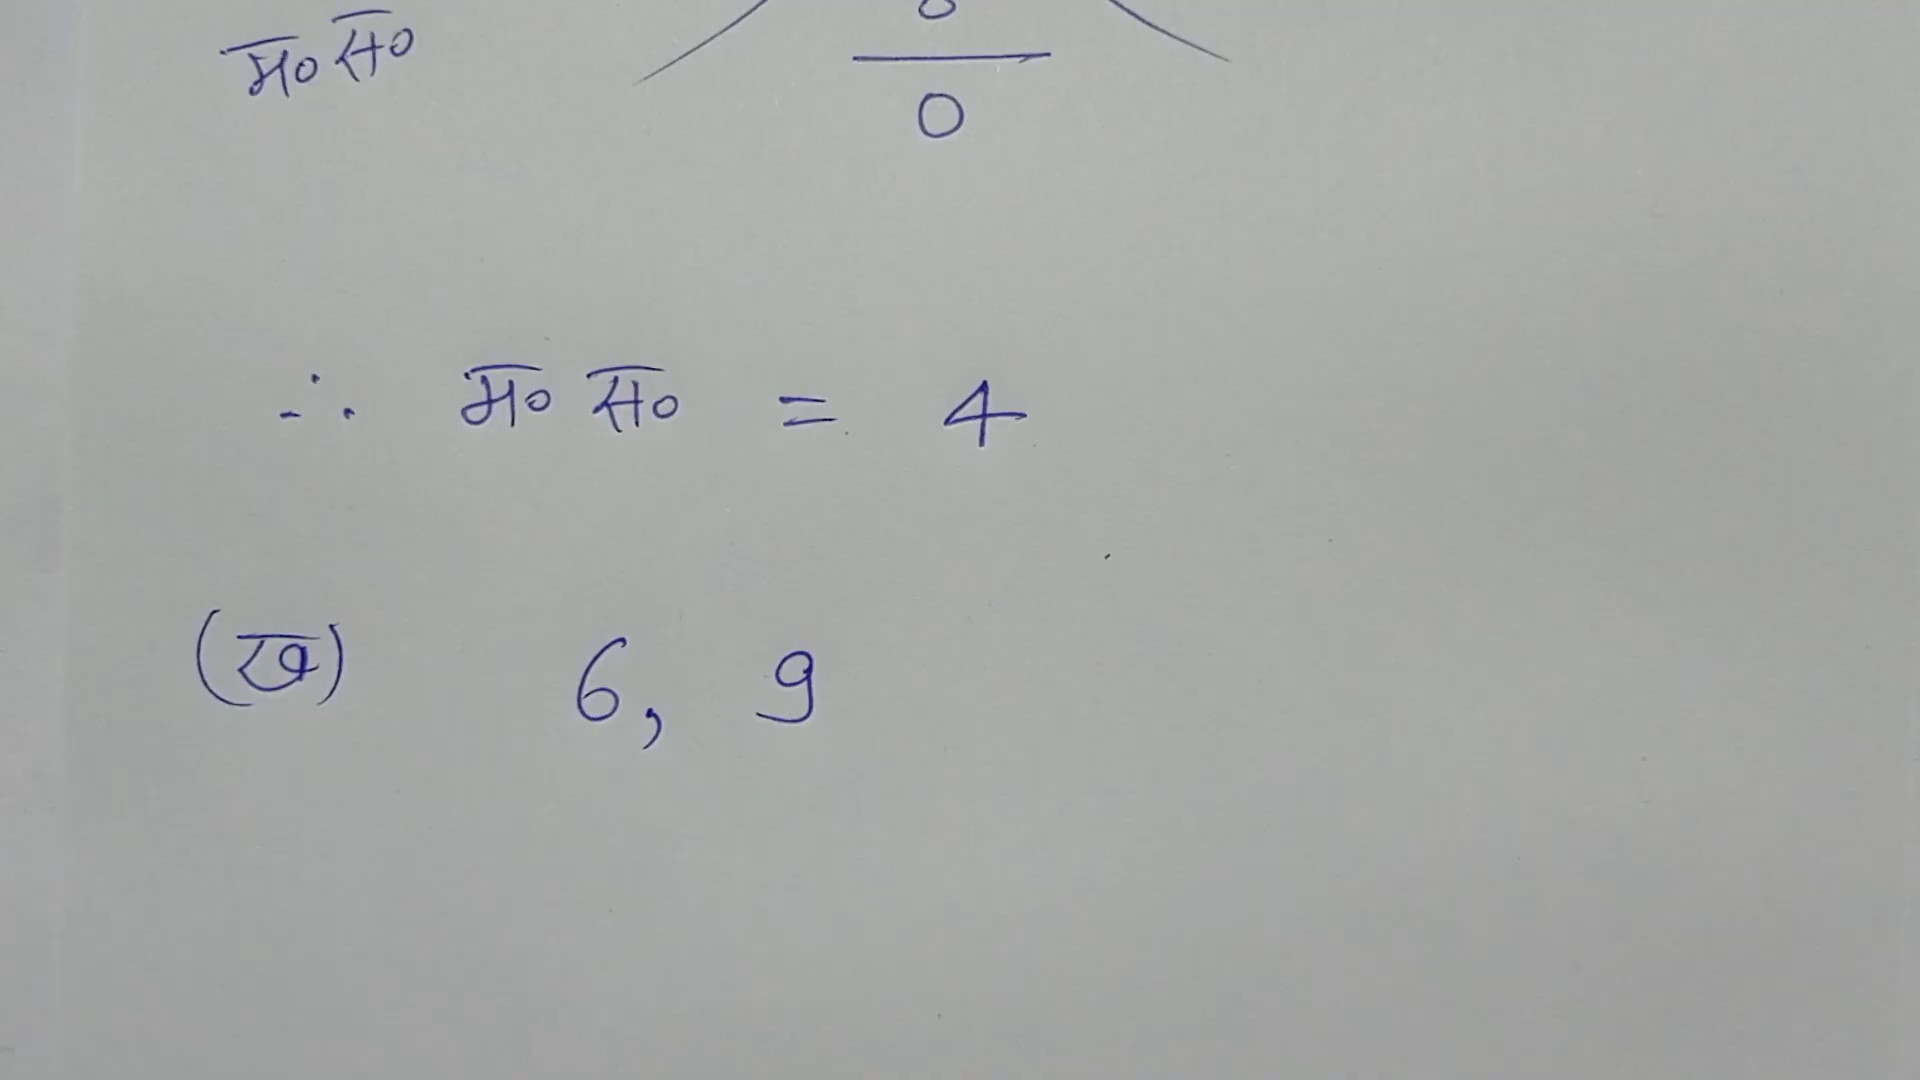 म० स०
0
∴ म० स० = 4
(ख) 6, 9